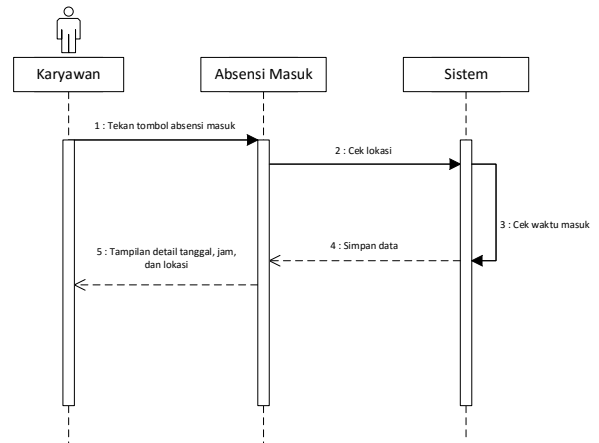 Karyawan
Absensi Masuk
Sistem
1 : Tekan tombol absensi masuk
2 : Cek lokasi
3 : Cek waktu masuk
4 : Simpan data
5 : Tampilan detail tanggal, jam,
dan lokasi